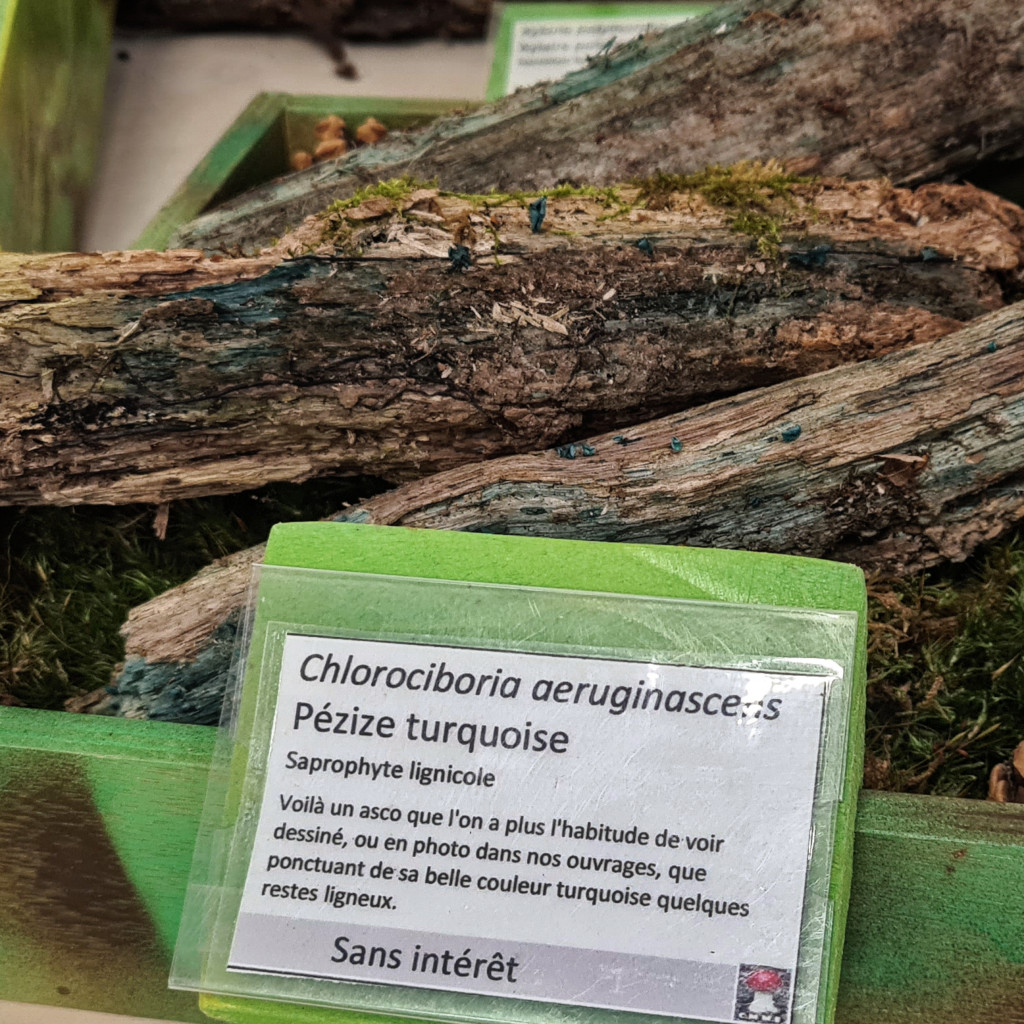 Chlorociboria aeruginascens
Pézize turquoise
Saprophyte lignicole
Voilà un asco que l'on a plus l'habitude de voir
dessiné, ou en photo dans nos ouvrages, que
ponctuant de sa belle couleur turquoise quelques
restes ligneux.
Sans intérêt